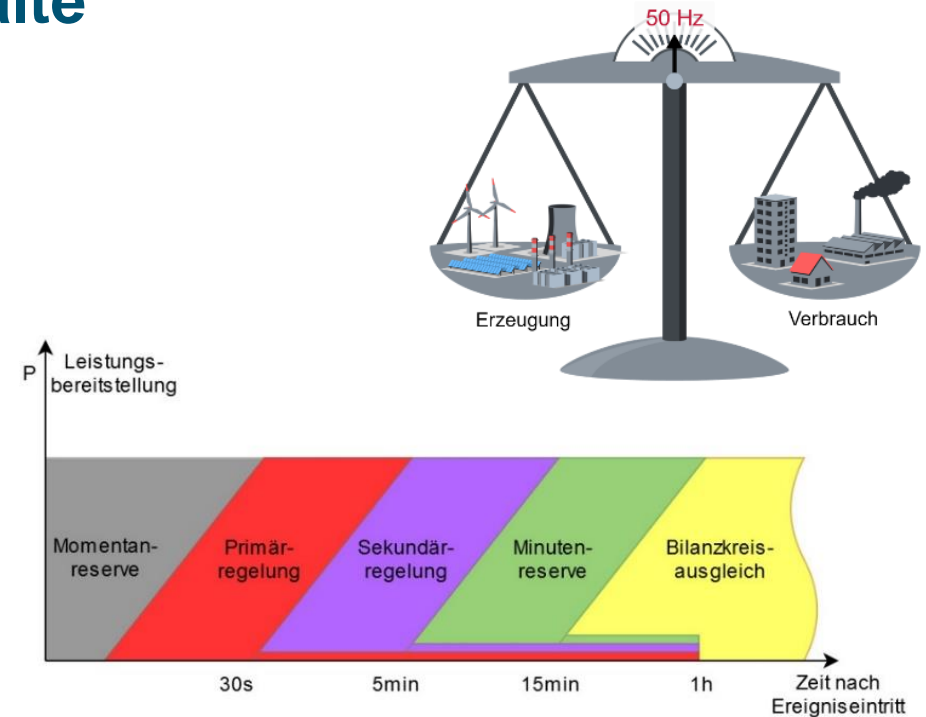 50 Hz
Erzeugung
Verbrauch
P
Leistungs-
bereitstellung
Momentan-
reserve
Primär-
regelung
Sekundär-
regelung
Minuten-
reserve
Bilanzkreis-
ausgleich
30s
5min
15min
1h
Zeit nach
Ereigniseintritt